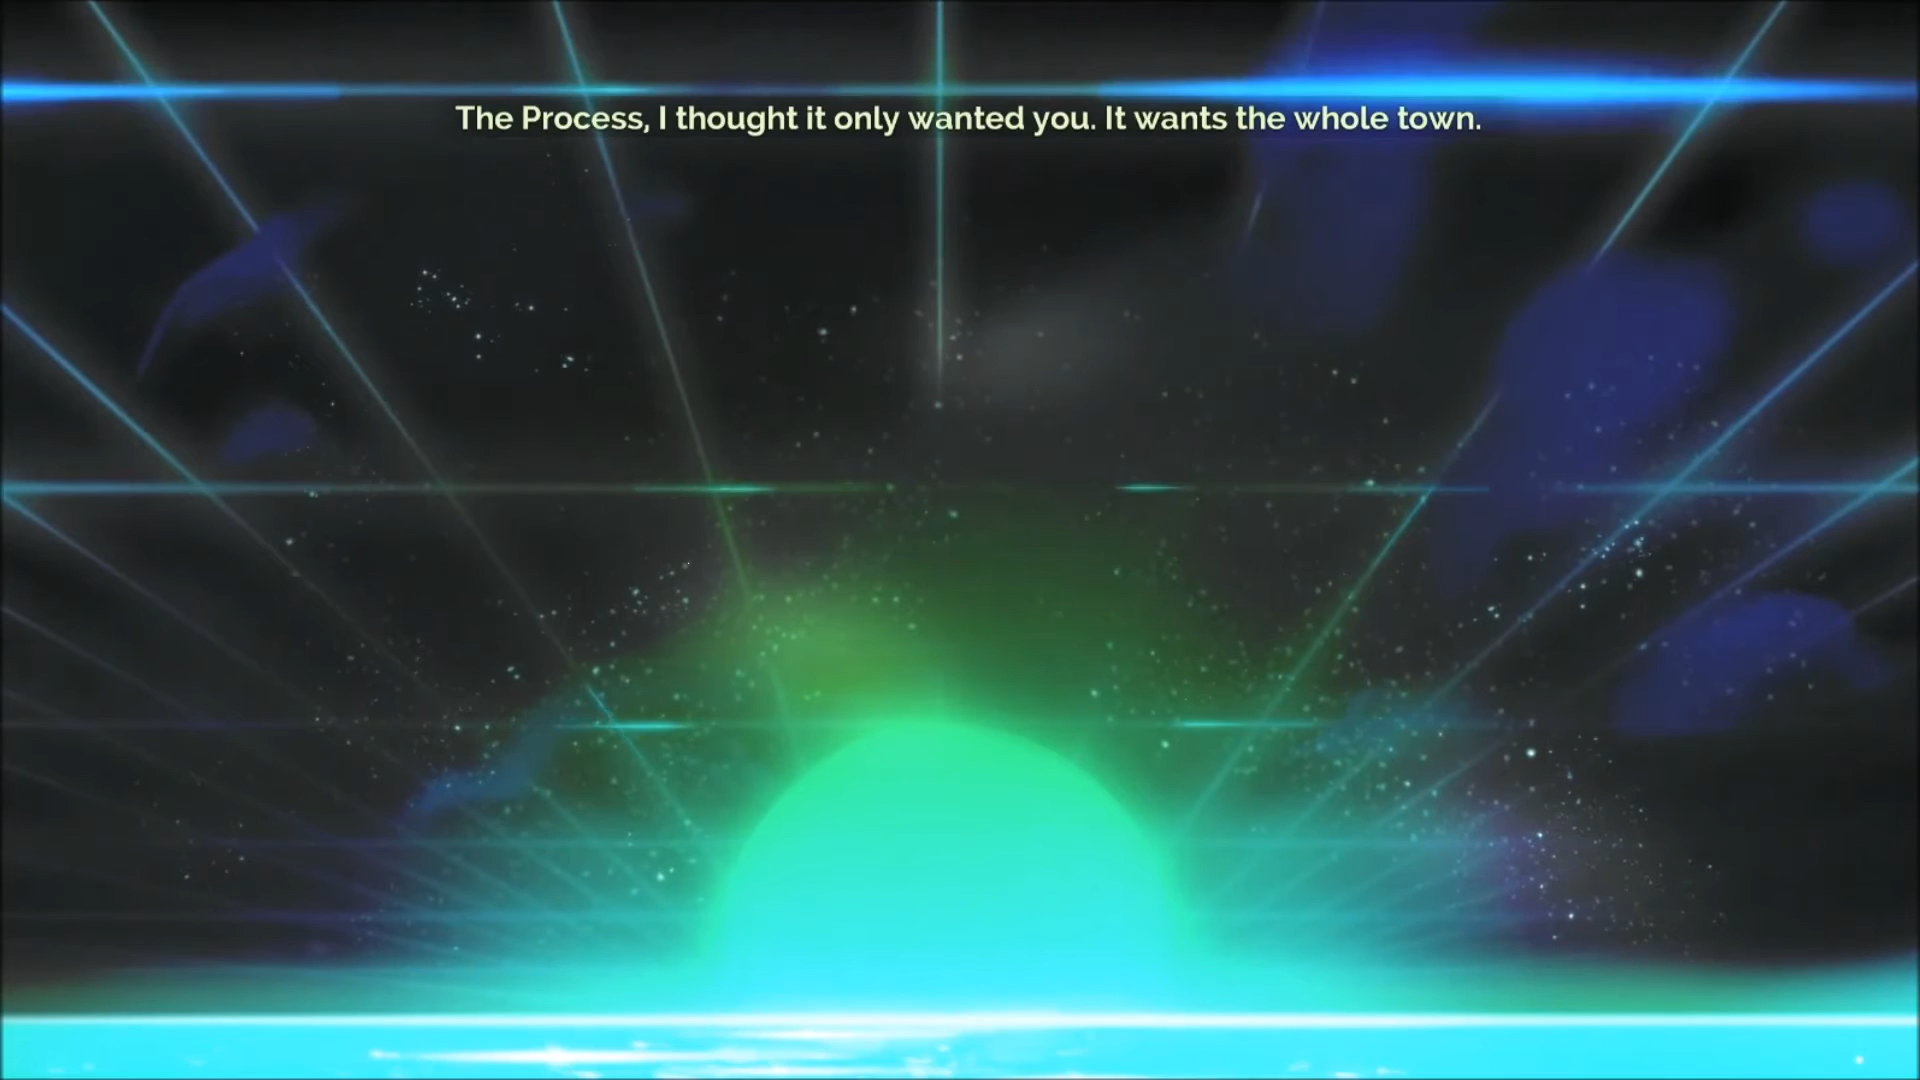 The Process, I thought it only wanted you. It wants the whole town.